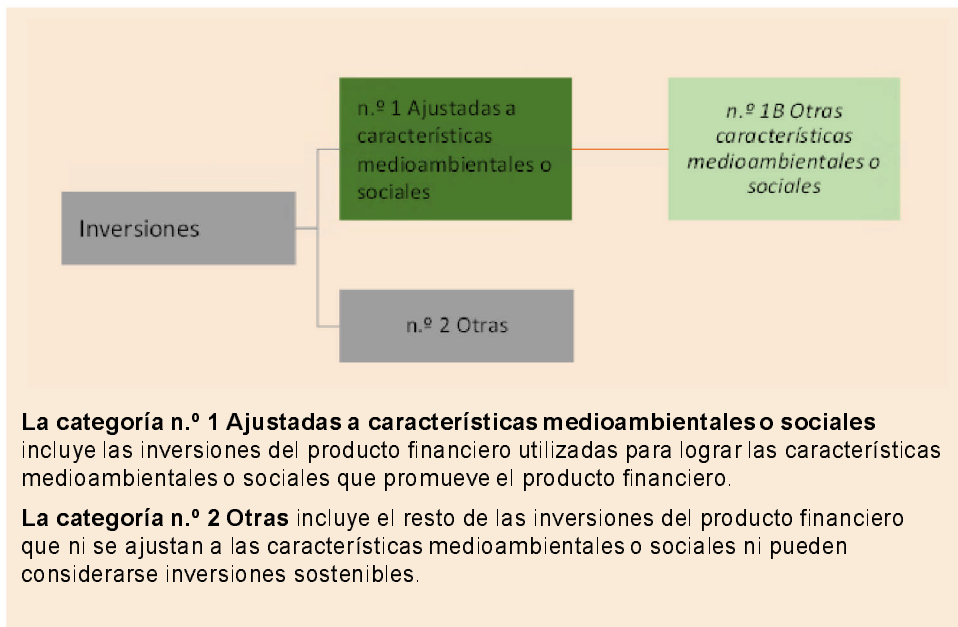 n.º 1 Ajustadas a
características
medioambientales o
sociales
n.º 1B Otras
características
medioambientales o
sociales
Inversiones
n.º 2 Otras
La categoría n.º 1 Ajustadas a características medioambientales o sociales
incluye las inversiones del producto financiero utilizadas para lograr las características
medioambientales o sociales que promueve el producto financiero.
La categoría n.º 2 Otras incluye el resto de las inversiones del producto financiero
que ni se ajustan a las características medioambientales o sociales ni pueden
considerarse inversiones sostenibles.